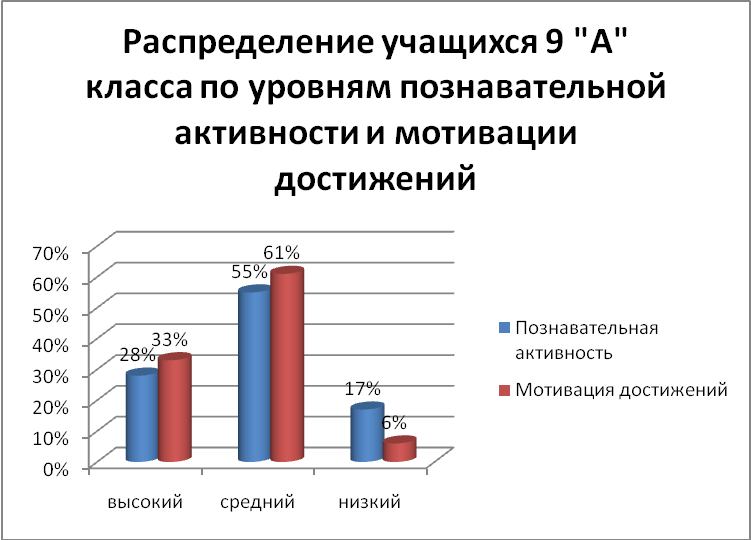 Распределение учащихся 9 "А"
класса по уровням познавательной
активности и мотивации
достижений
70%
60%
50%
40%
30%
20%
10%
0%
28%
33%
55%
61%
17%
6%
высокий
средний
низкий
Познавательная
активность
Мотивация достижений